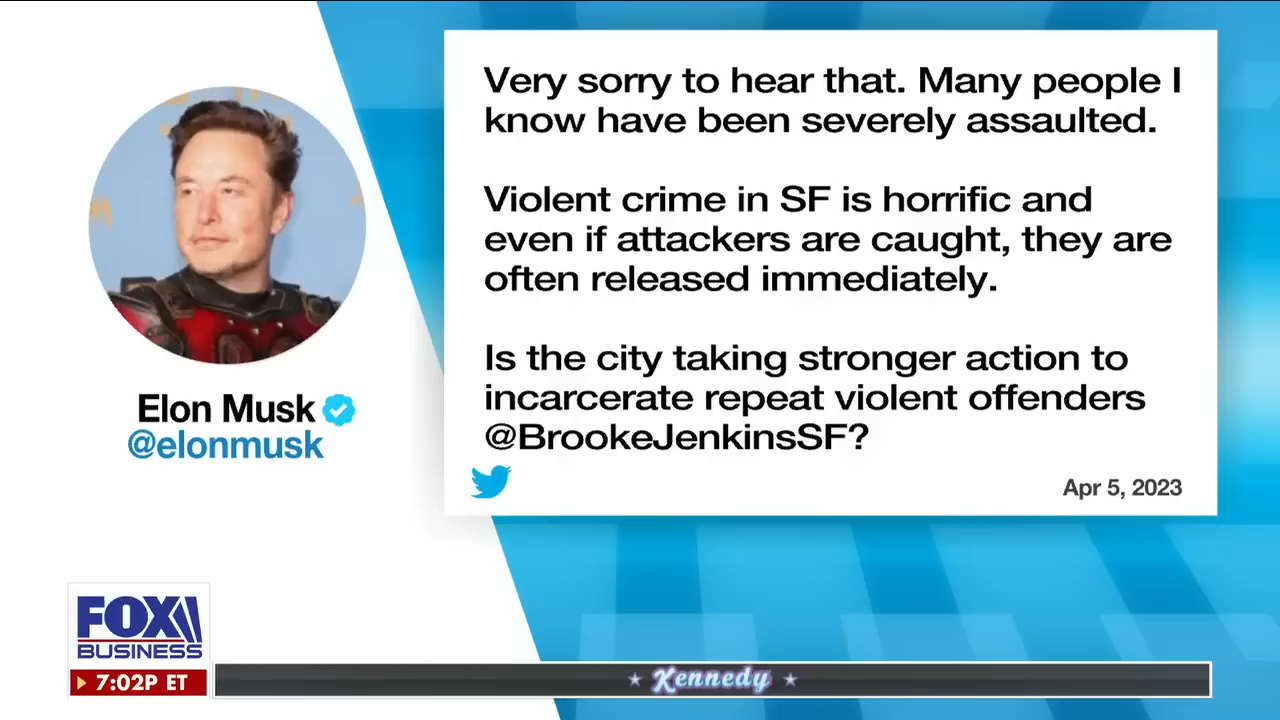 Very sorry to hear that. Many people I
know have been severely assaulted.
Violent crime in SF is horrific and
even if attackers are caught, they are
often released immediately.
Is the city taking stronger action to
incarcerate repeat violent offenders
@BrookeJenkinsSF?
Apr 5, 2023
Elon Musk
@elonmusk
FOX
BUSINESS
7:02P ET
Kennedy